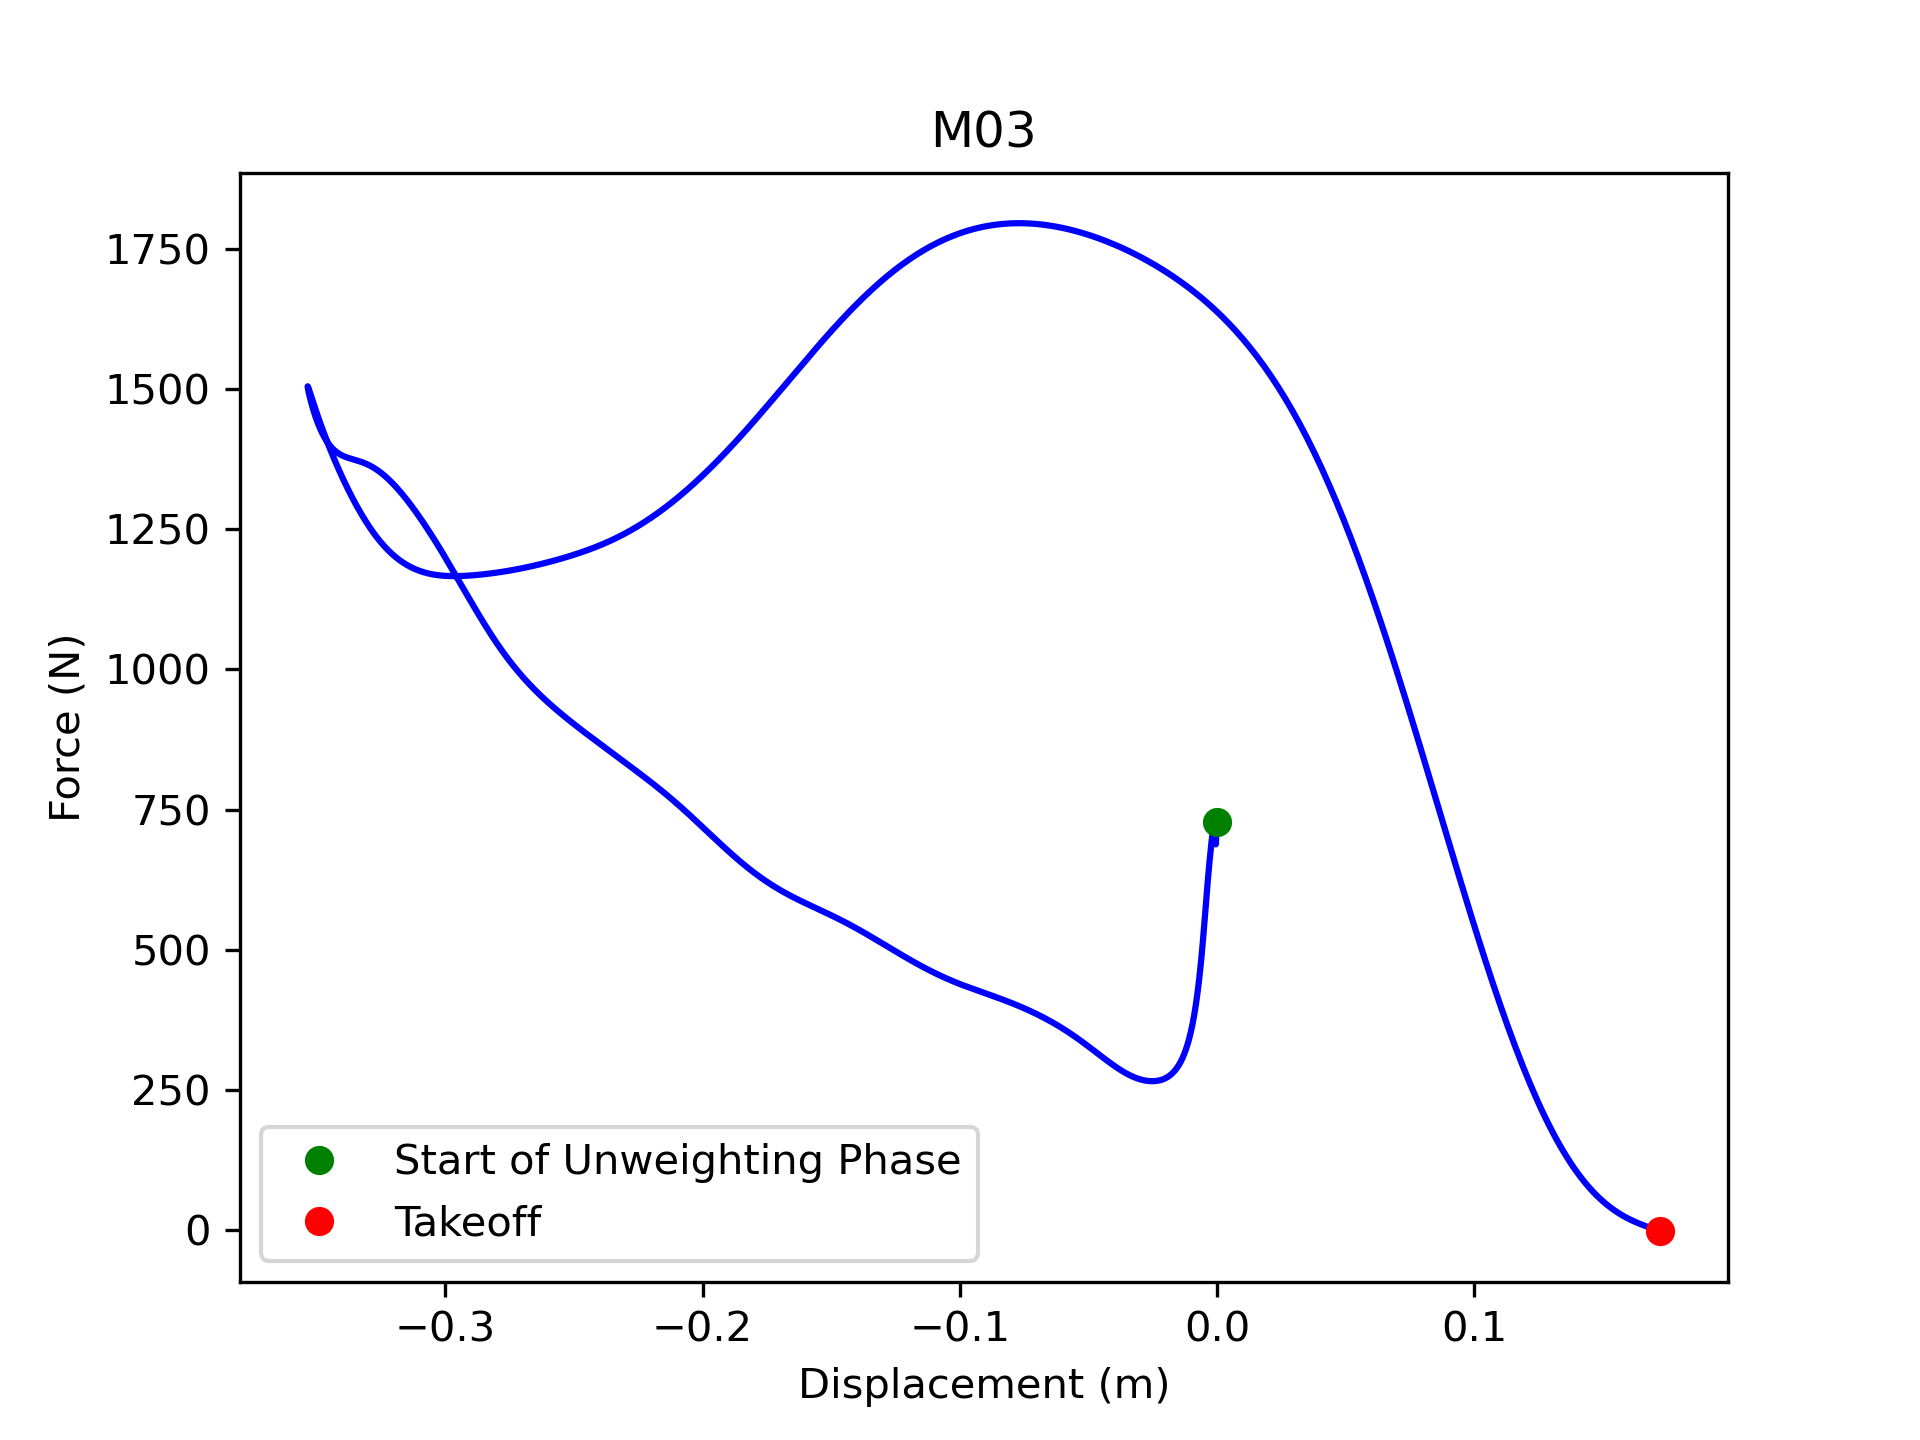 M03
1750
1500
1250
1000
750
500
250
0
Force (N)
Start of Unweighting Phase
Takeoff
−0.3 −0.2 −0.1 0.0 0.1
Displacement (m)